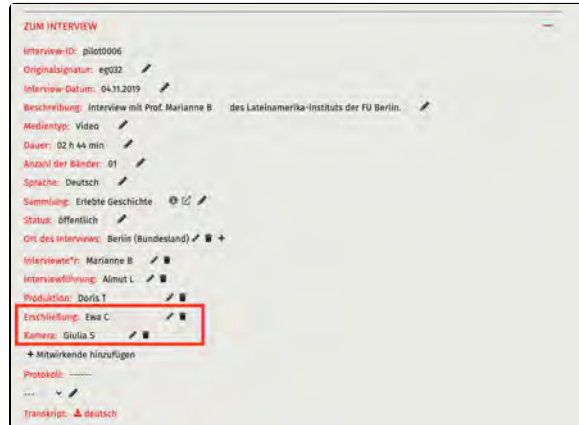 ZUM INTERVIEW
Interview-ID: pilot0006
Originalsignatur: eg032
Interview-Datum: 04.11.2019
Beschreibung: Interview mit Prof. Marianne B des Lateinamerika-Instituts der FU Berlin.
Medientyp: Video
Dauer: 02 h 44 min
Anzahl der Bänder: 01
Sprache: Deutsch
Sammlung: Erlebte Geschichte
Status: öffentlich
Ort des Interviews: Berlin (Bundesland)
Interviewte*r: Marianne B
Interviewführung: Almut L
Produktion: Doris T
Erschließung: Ewa C
Kamera: Giulia S
+ Mitwirkende hinzufügen
Protokoll: ------
---
Transkript: deutsch